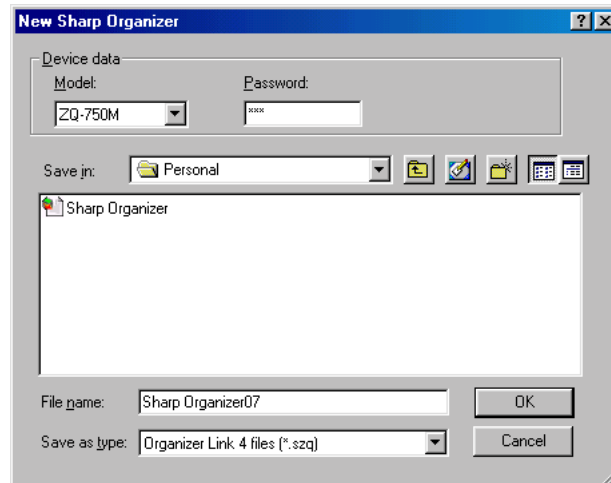 New Sharp Organizer
Device data
Model: Password:
ZQ-750M ***
Save in: Personal
Sharp Organizer
File name: Sharp Organizer07 OK
Save as type: Organizer Link 4 files (*.szq) Cancel